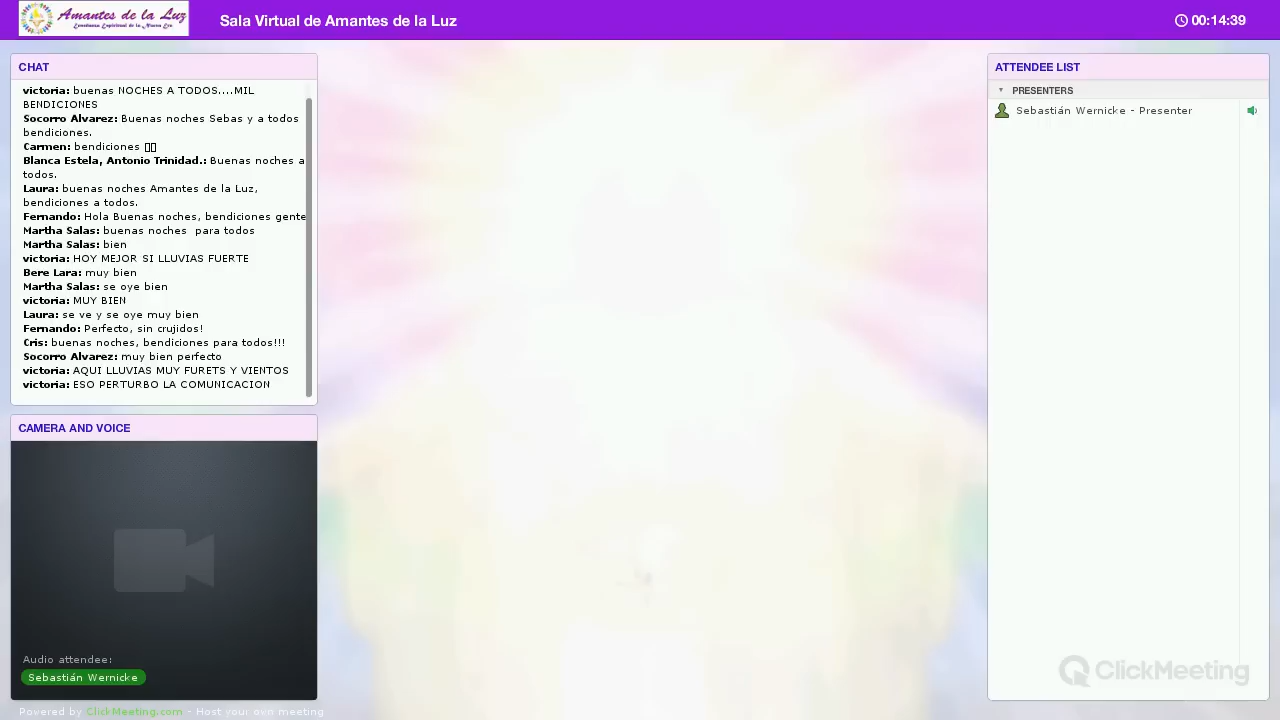 Amantes de la Luz
Enseñanza Espiritual de la Nueva Era
Sala Virtual de Amantes de la Luz
00:14:39
CHAT
victoria: buenas NOCHES A TODOS....MIL
BENDICIONES
Socorro Alvarez: Buenas noches Sebas y a todos
bendiciones.
Carmen: bendiciones
Blanca Estela, Antonio Trinidad.: Buenas noches a
todos.
Laura: buenas noches Amantes de la Luz,
bendiciones a todos.
Fernando: Hola Buenas noches, bendiciones gente
Martha Salas: buenas noches  para todos
Martha Salas: bien
victoria: HOY MEJOR SI LLUVIAS FUERTE
Bere Lara: muy bien
Martha Salas: se oye bien
victoria: MUY BIEN
Laura: se ve y se oye muy bien
Fernando: Perfecto, sin crujidos!
Cris: buenas noches, bendiciones para todos!!!
Socorro Alvarez: muy bien perfecto
victoria: AQUI LLUVIAS MUY FURETS Y VIENTOS
victoria: ESO PERTURBO LA COMUNICACION
CAMERA AND VOICE
Audio attendee:
Sebastián Wernicke
Powered by ClickMeeting.com - Host your own meeting
ATTENDEE LIST
PRESENTERS
Sebastián Wernicke - Presenter
ClickMeeting